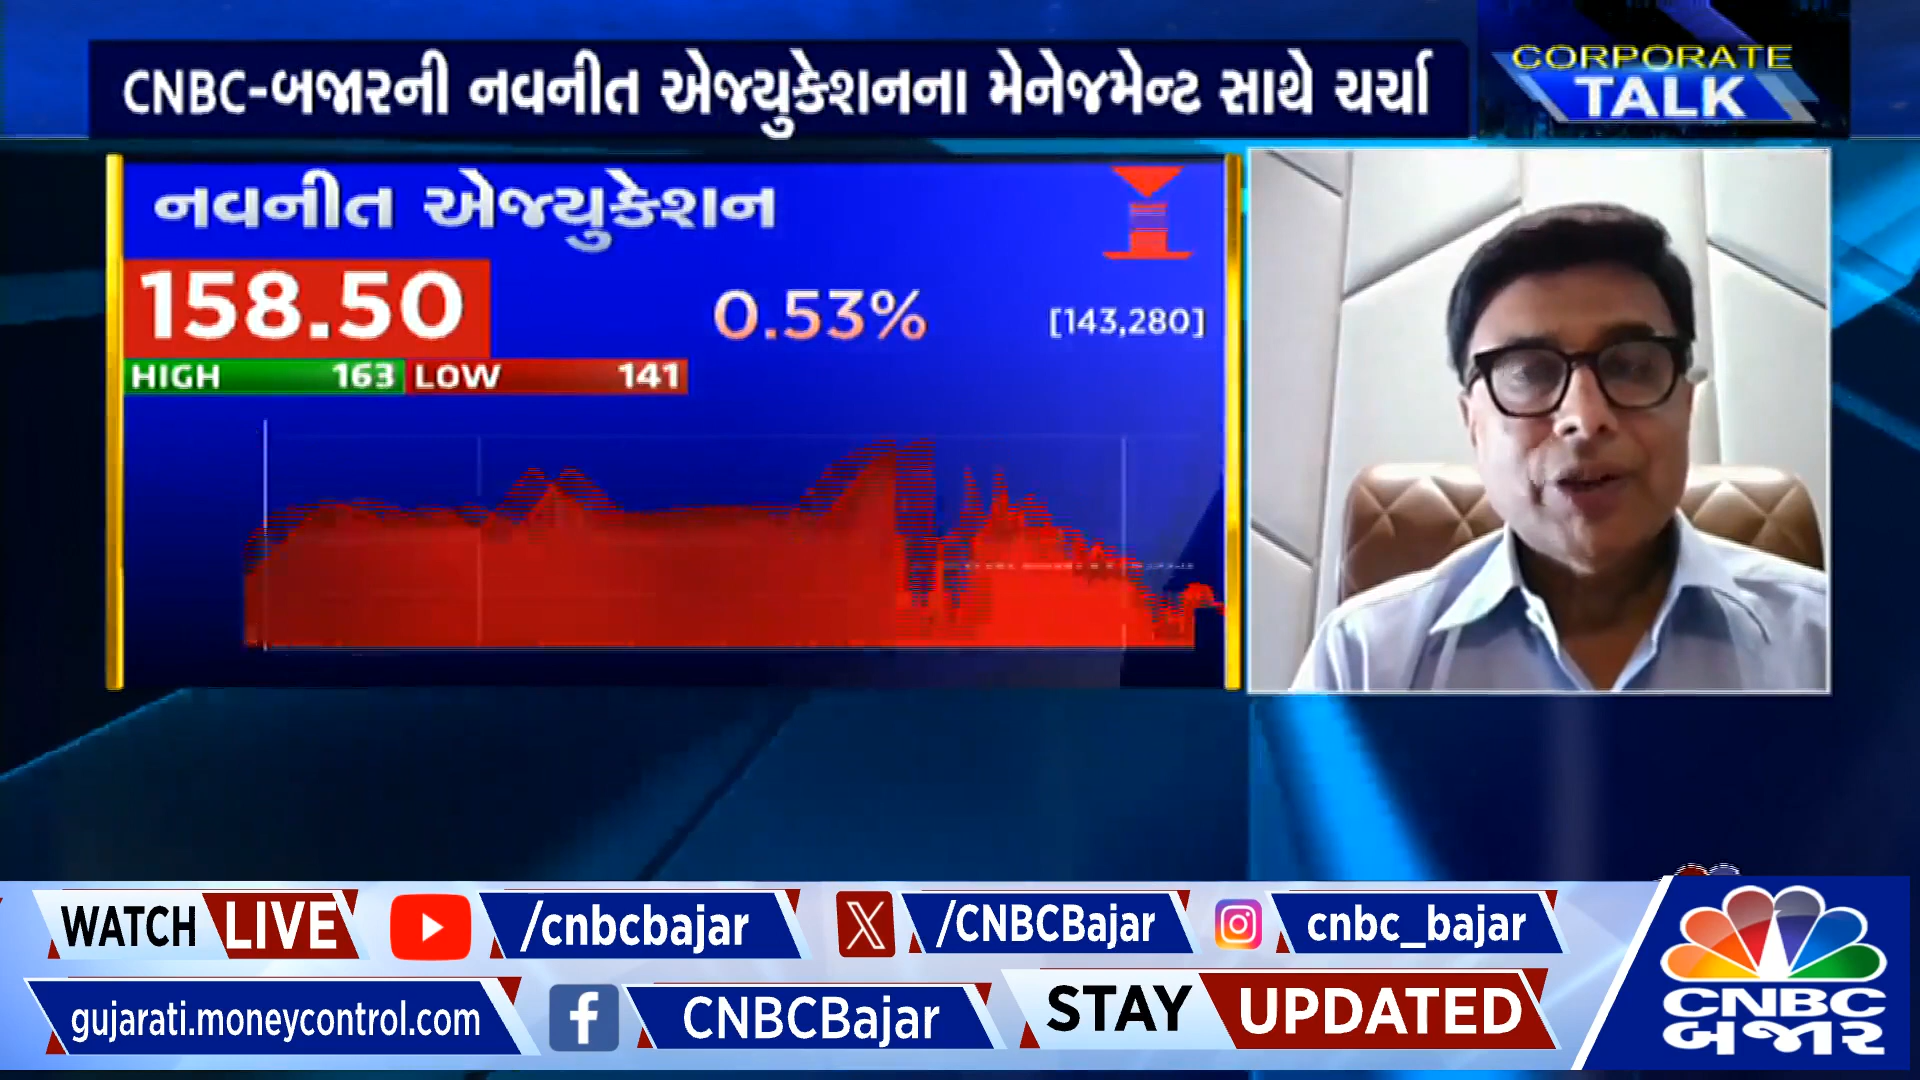 CNBC-બજારની નવનીત એજ્યુકેશનના મેનેજમેન્ટ સાથે ચર્ચા
CORPORATE
TALK
નવનીત એજ્યુકેશન
158.50
0.53%
[143,280]
HIGH 163 LOW 141
WATCH LIVE
/cnbcbajar
/CNBCBajar
cnbc_bajar
gujarati.moneycontrol.com
CNBCBajar
STAY UPDATED
CNBC
બજાર